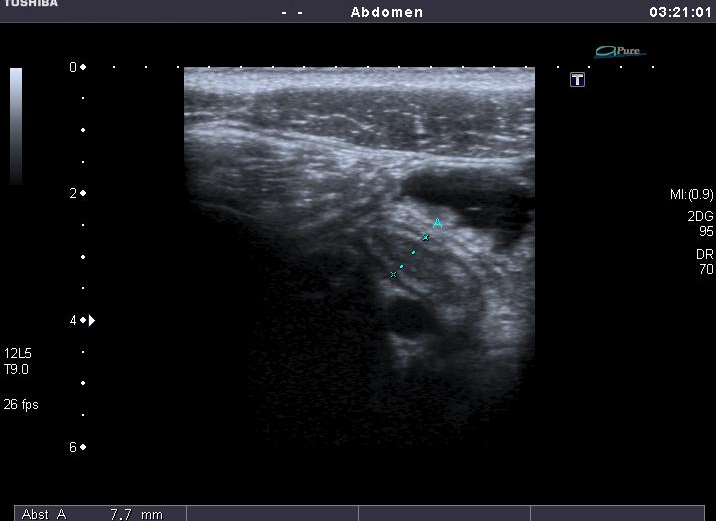 TOSHIBA
- - Abdomen 03:21:01
aPure
T
0
2
4
6
A
MI:(0.9)
2DG
95
DR
70
12L5
T9.0
26 fps
Abst A 7.7 mm